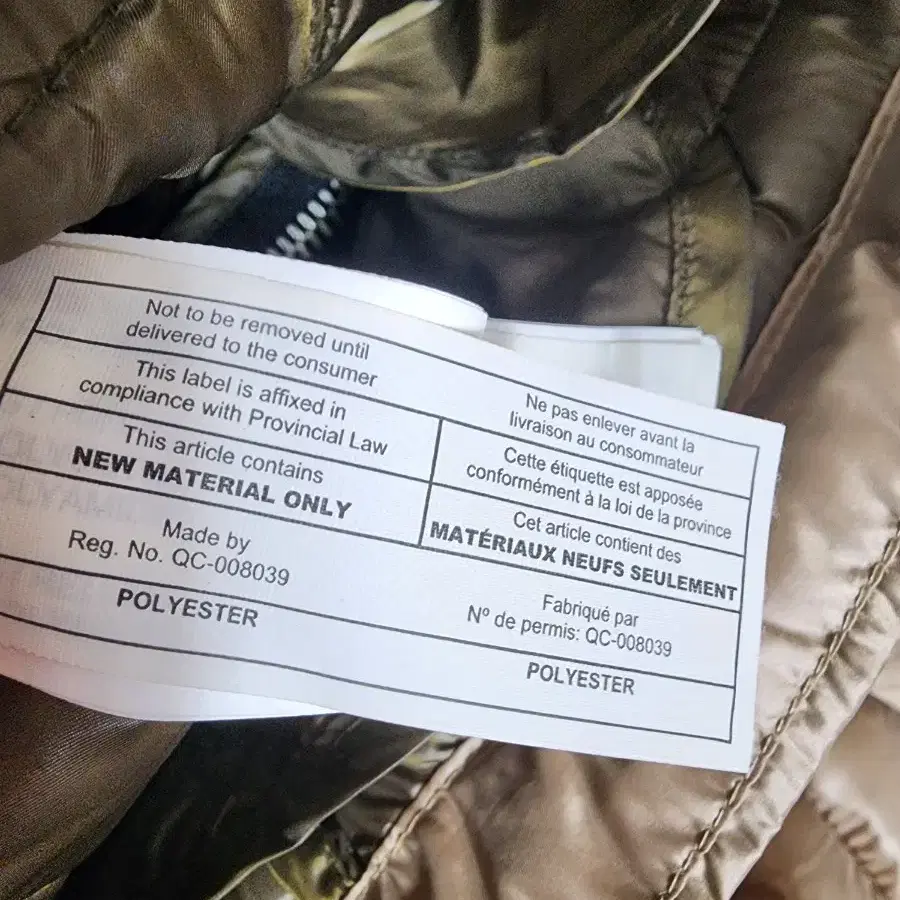 Not to be removed until
delivered to the consumer
Ne pas enlever avant la
livraison au consommateur
This label is affixed in
compliance with Provincial Law
Cette étiquette est apposée
conformément à la loi de la province
This article contains
NEW MATERIAL ONLY
Cet article contient des
MATÉRIAUX NEUFS SEULEMENT
Made by
Reg. No. QC-008039
Fabriqué par
Nº de permis: QC-008039
POLYESTER
POLYESTER